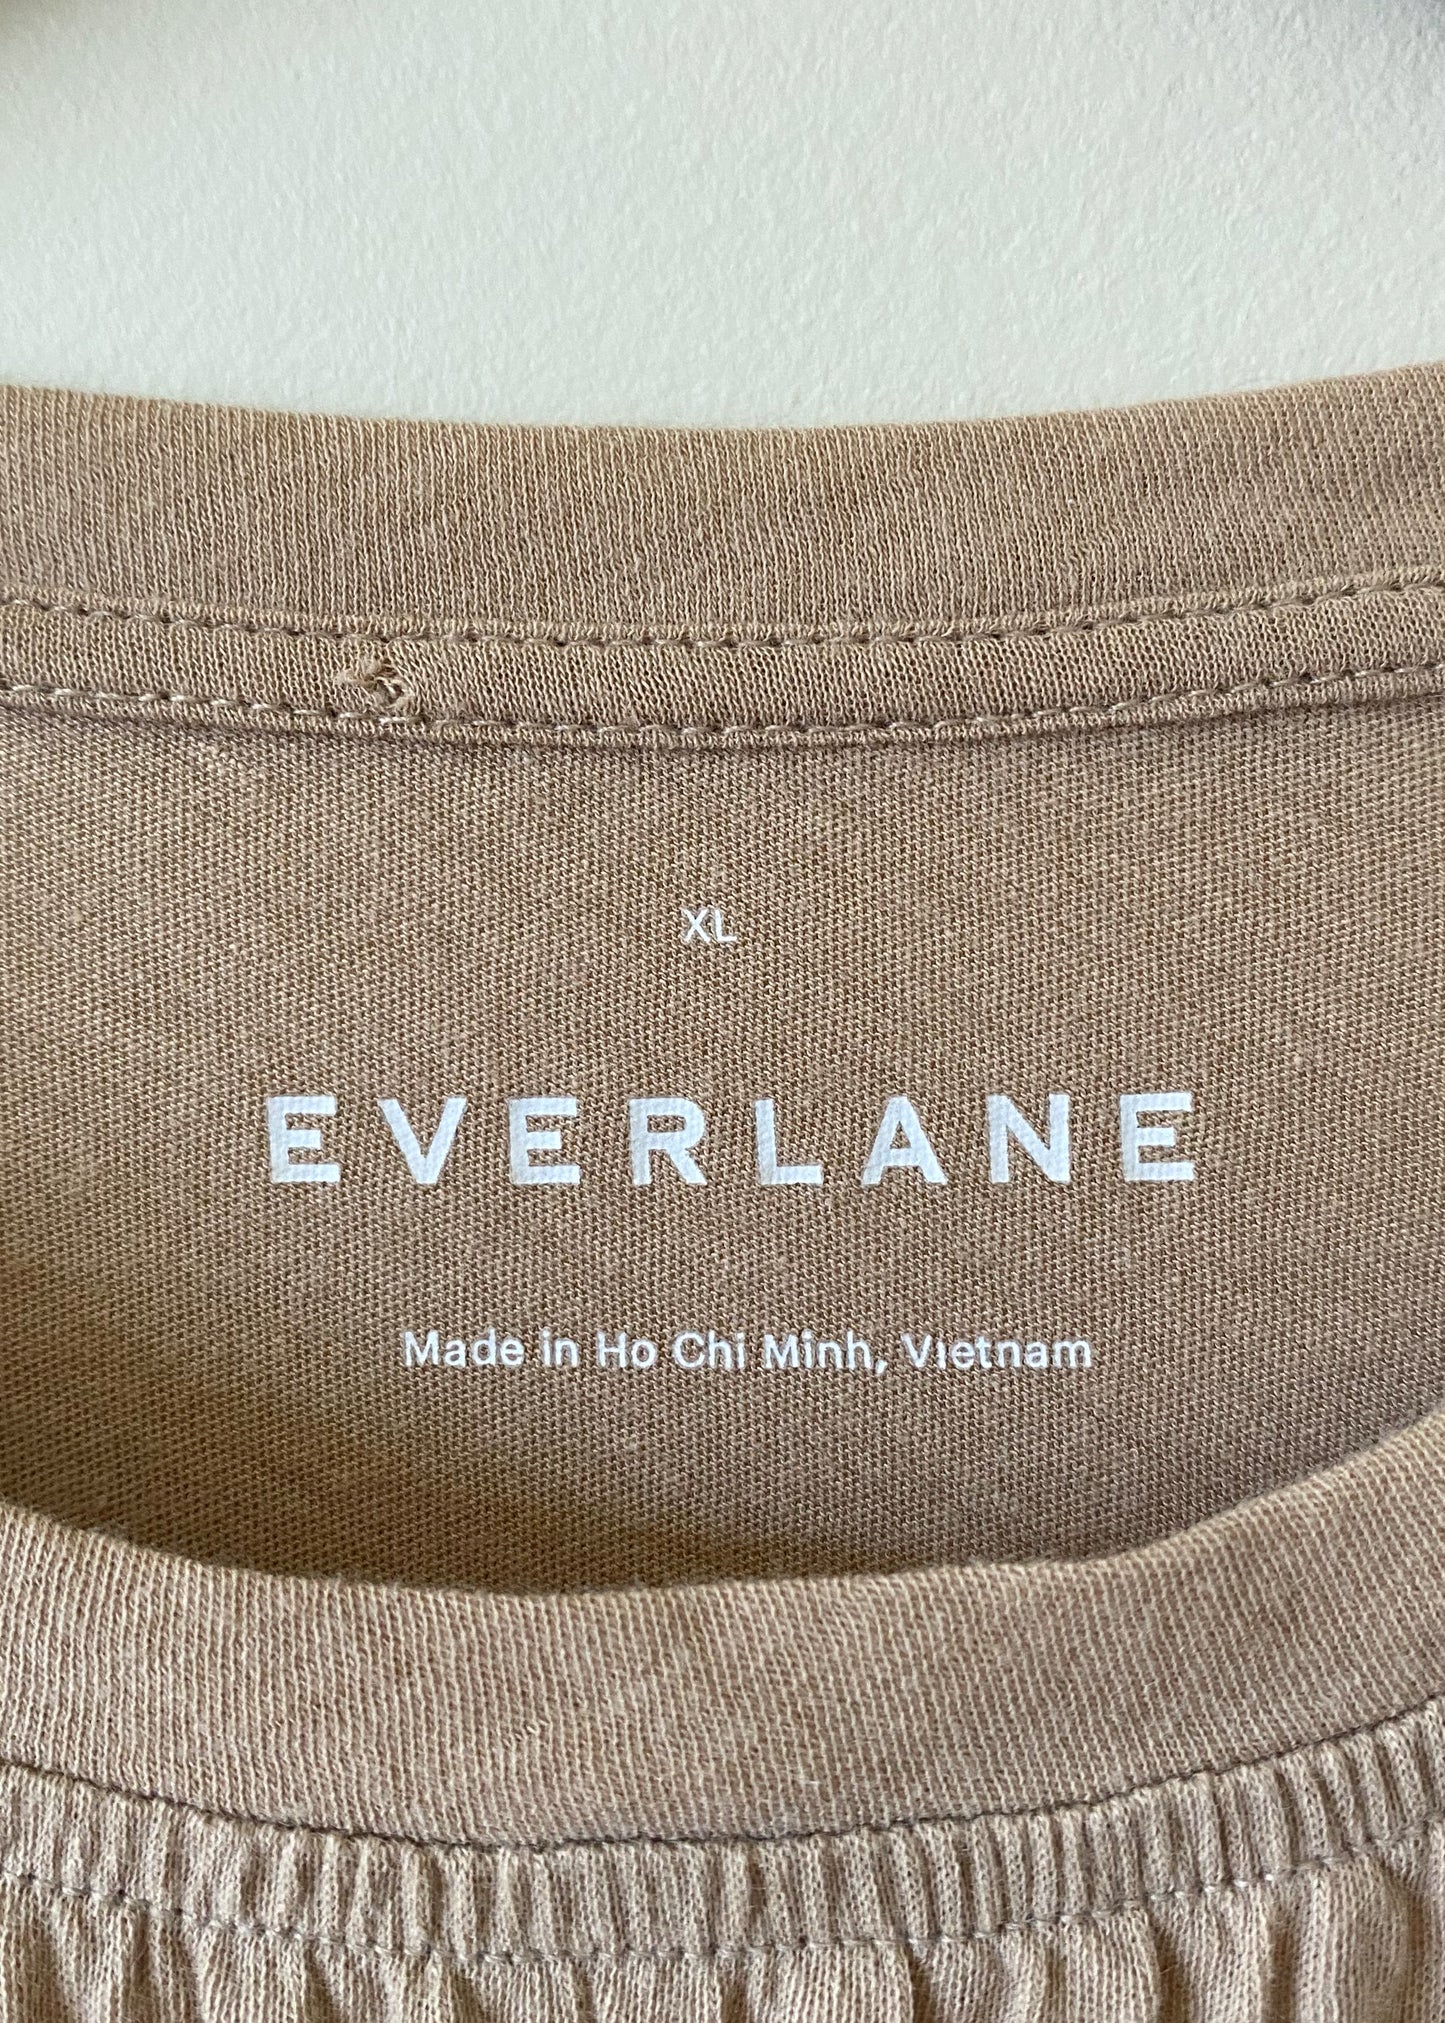 XL
EVERLANE
Made in Ho Chi Minh, Vietnam